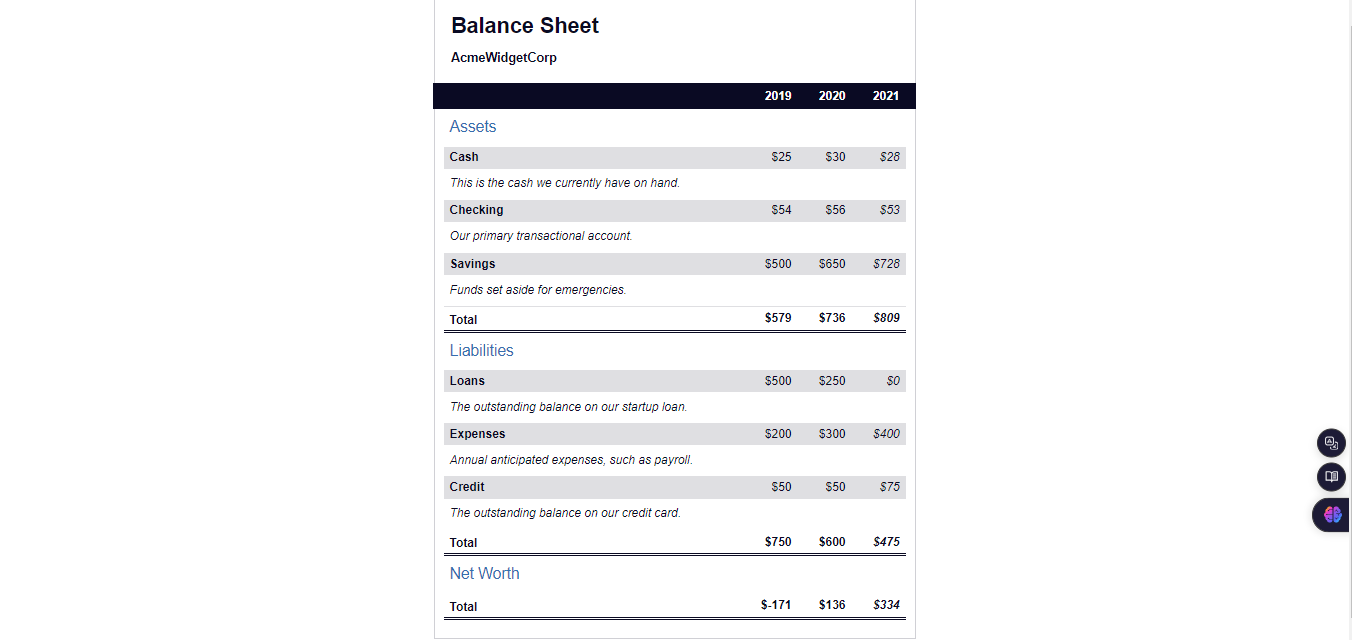 Balance Sheet
AcmeWidgetCorp
2019 2020 2021
Assets
Cash $25 $30 $28
This is the cash we currently have on hand.
Checking $54 $56 $53
Our primary transactional account.
Savings $500 $650 $728
Funds set aside for emergencies.
Total $579 $736 $809
Liabilities
Loans $500 $250 $0
The outstanding balance on our startup loan.
Expenses $200 $300 $400
Annual anticipated expenses, such as payroll.
Credit $50 $50 $75
The outstanding balance on our credit card.
Total $750 $600 $475
Net Worth
Total $-171 $136 $334